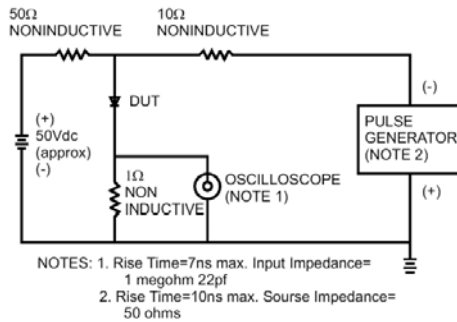 50Ω
NONINDUCTIVE
10Ω
NONINDUCTIVE
(+)
50Vdc
(approx)
(-)
DUT
1Ω
NON
INDUCTIVE
OSCILLOSCOPE
(NOTE 1)
(-)
PULSE
GENERATOR
(NOTE 2)
(+)
NOTES: 1. Rise Time=7ns max. Input Impedance=
1 megohm 22pf
2. Rise Time=10ns max. Sourse Impedance=
50 ohms